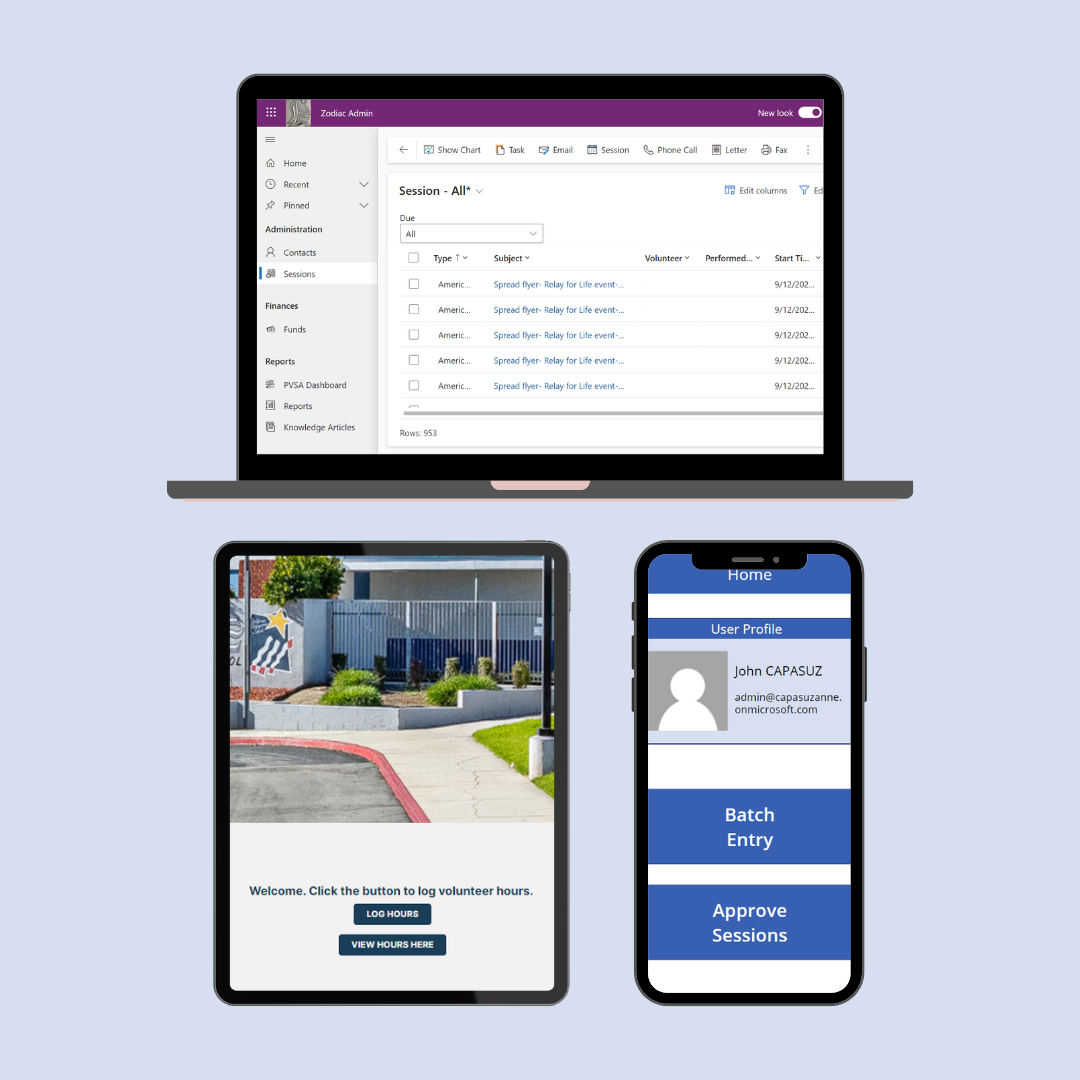 Zodiac Admin
New look
Home
Recent
Pinned
Administration
Contacts
Sessions
Finances
Funds
Reports
PVSA Dashboard
Reports
Knowledge Articles
Show Chart Task Email Session Phone Call Letter Fax
Session - All*
Edit columns Ed
Due
All
Type Subject Volunteer Performed... Start Ti...
Americ... Spread flyer- Relay for Life event-... 9/12/202...
Americ... Spread flyer- Relay for Life event-... 9/12/202...
Americ... Spread flyer- Relay for Life event-... 9/12/202...
Americ... Spread flyer- Relay for Life event-... 9/12/202...
Americ... Spread flyer- Relay for Life event-... 9/12/202...
Rows: 953
OL
Welcome. Click the button to log volunteer hours.
LOG HOURS
VIEW HOURS HERE
Home
User Profile
John CAPASUZ
admin@capasuzanne.
onmicrosoft.com
Batch
Entry
Approve
Sessions